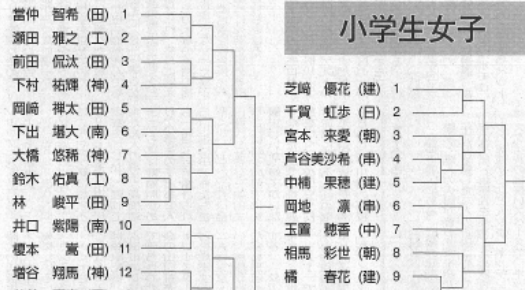 當仲 智希 (田) 1
瀬田 雅之 (工) 2
前田 侃汰 (田) 3
下村 祐輝 (神) 4
岡﨑 禅太 (田) 5
下出 堪大 (南) 6
大橋 悠稀 (神) 7
鈴木 佑真 (工) 8
林 峻平 (田) 9
井口 紫陽 (南) 10
榎本 嵩 (田) 11
増谷 翔馬 (神) 12
小学生女子
芝﨑 優花 (建) 1
千賀 虹歩 (日) 2
宮本 来愛 (朝) 3
芦谷美沙希 (串) 4
中楠 果穂 (建) 5
岡地 凛 (串) 6
玉置 穂香 (中) 7
相馬 彩世 (朝) 8
橘 春花 (建) 9